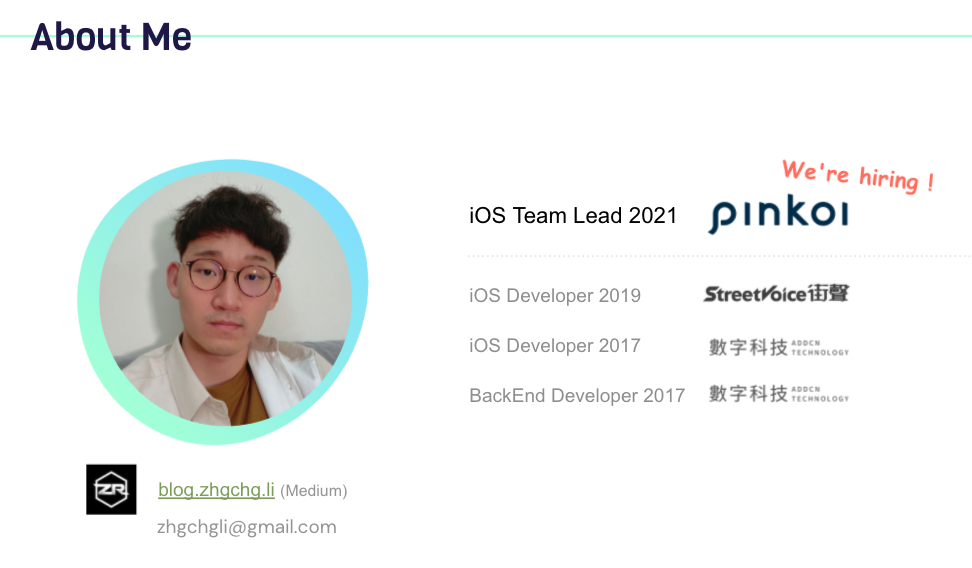 About Me
We're hiring !
iOS Team Lead 2021 pinkoi
iOS Developer 2019 StreetVoice街聲
iOS Developer 2017 數字科技 ADDCN TECHNOLOGY
BackEnd Developer 2017 數字科技 ADDCN TECHNOLOGY
ZR
blog.zhgchg.li (Medium)
zhgchgli@gmail.com